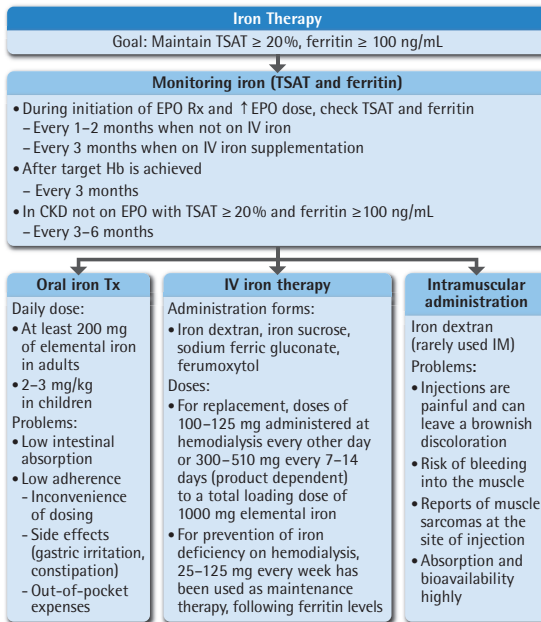 Iron Therapy
Goal: Maintain TSAT ≥ 20%, ferritin ≥ 100 ng/mL
Monitoring iron (TSAT and ferritin)
• During initiation of EPO Rx and ↑EPO dose, check TSAT and ferritin
– Every 1–2 months when not on IV iron
– Every 3 months when on IV iron supplementation
• After target Hb is achieved
– Every 3 months
• In CKD not on EPO with TSAT ≥ 20% and ferritin ≥100 ng/mL
– Every 3–6 months
Oral iron Tx
Daily dose:
• At least 200 mg
of elemental iron
in adults
• 2–3 mg/kg
in children
Problems:
• Low intestinal
absorption
• Low adherence
- Inconvenience
of dosing
- Side effects
(gastric irritation,
constipation)
- Out-of-pocket
expenses
IV iron therapy
Administration forms:
• Iron dextran, iron sucrose,
sodium ferric gluconate,
ferumoxytol
Doses:
• For replacement, doses of
100–125 mg administered at
hemodialysis every other day
or 300–510 mg every 7–14
days (product dependent)
to a total loading dose of
1000 mg elemental iron
• For prevention of iron
deficiency on hemodialysis,
25–125 mg every week has
been used as maintenance
therapy, following ferritin levels
Intramuscular
administration
Iron dextran
(rarely used IM)
Problems:
• Injections are
painful and can
leave a brownish
discoloration
• Risk of bleeding
into the muscle
• Reports of muscle
sarcomas at the
site of injection
• Absorption and
bioavailability
highly